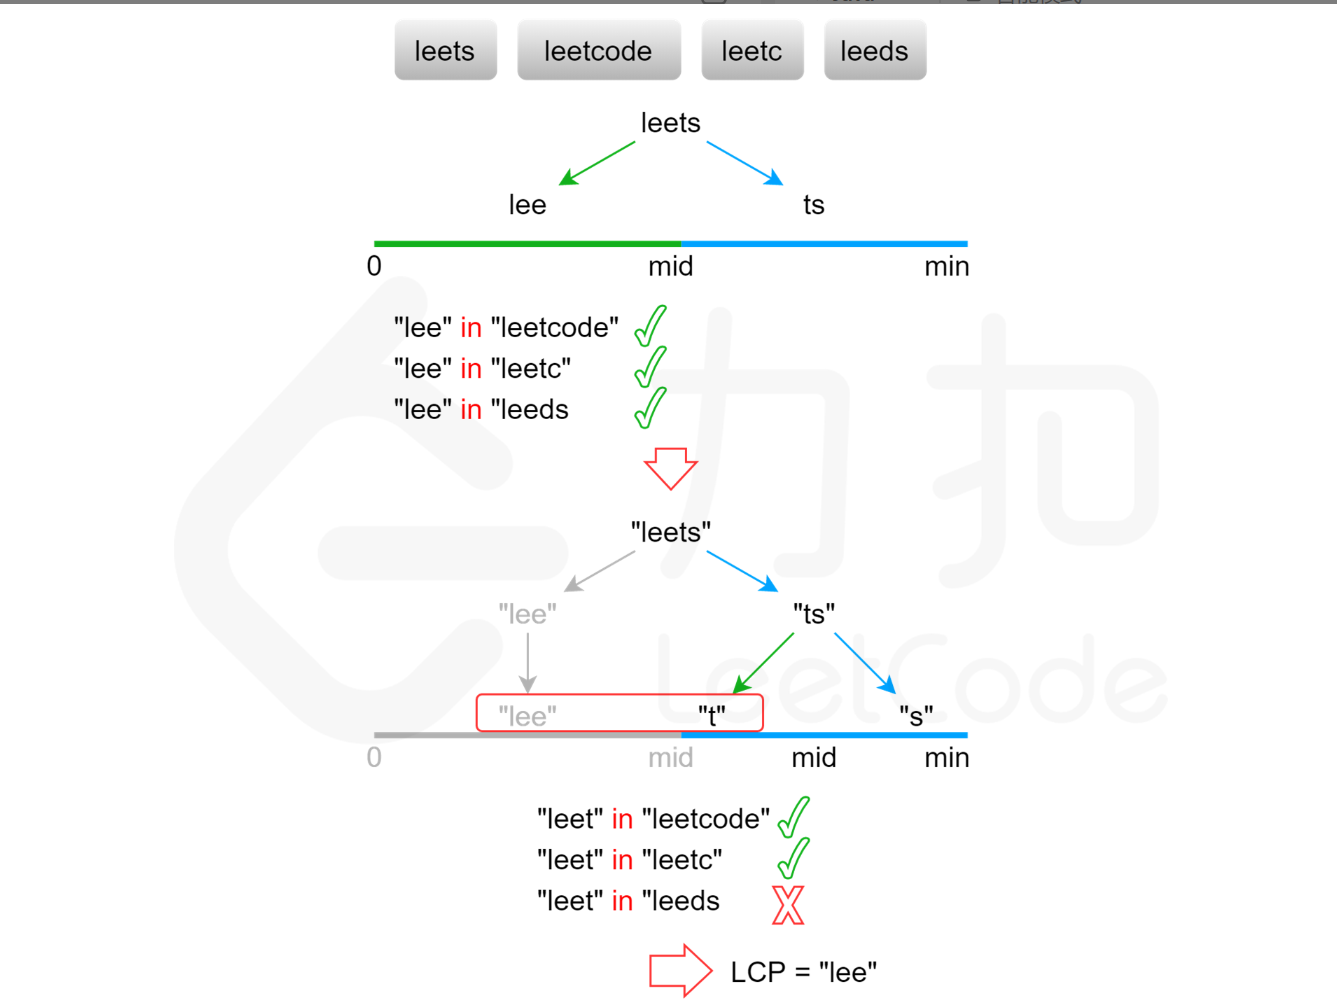 leets leetcode leetc leeds
leets
lee ts
0 mid min
"lee" in "leetcode"
"lee" in "leetc"
"lee" in "leeds
"leets"
"lee" "ts"
"lee" "t" "s"
0 mid mid min
"leet" in "leetcode"
"leet" in "leetc"
"leet" in "leeds
X
LCP = "lee"
力扣
LeetCode